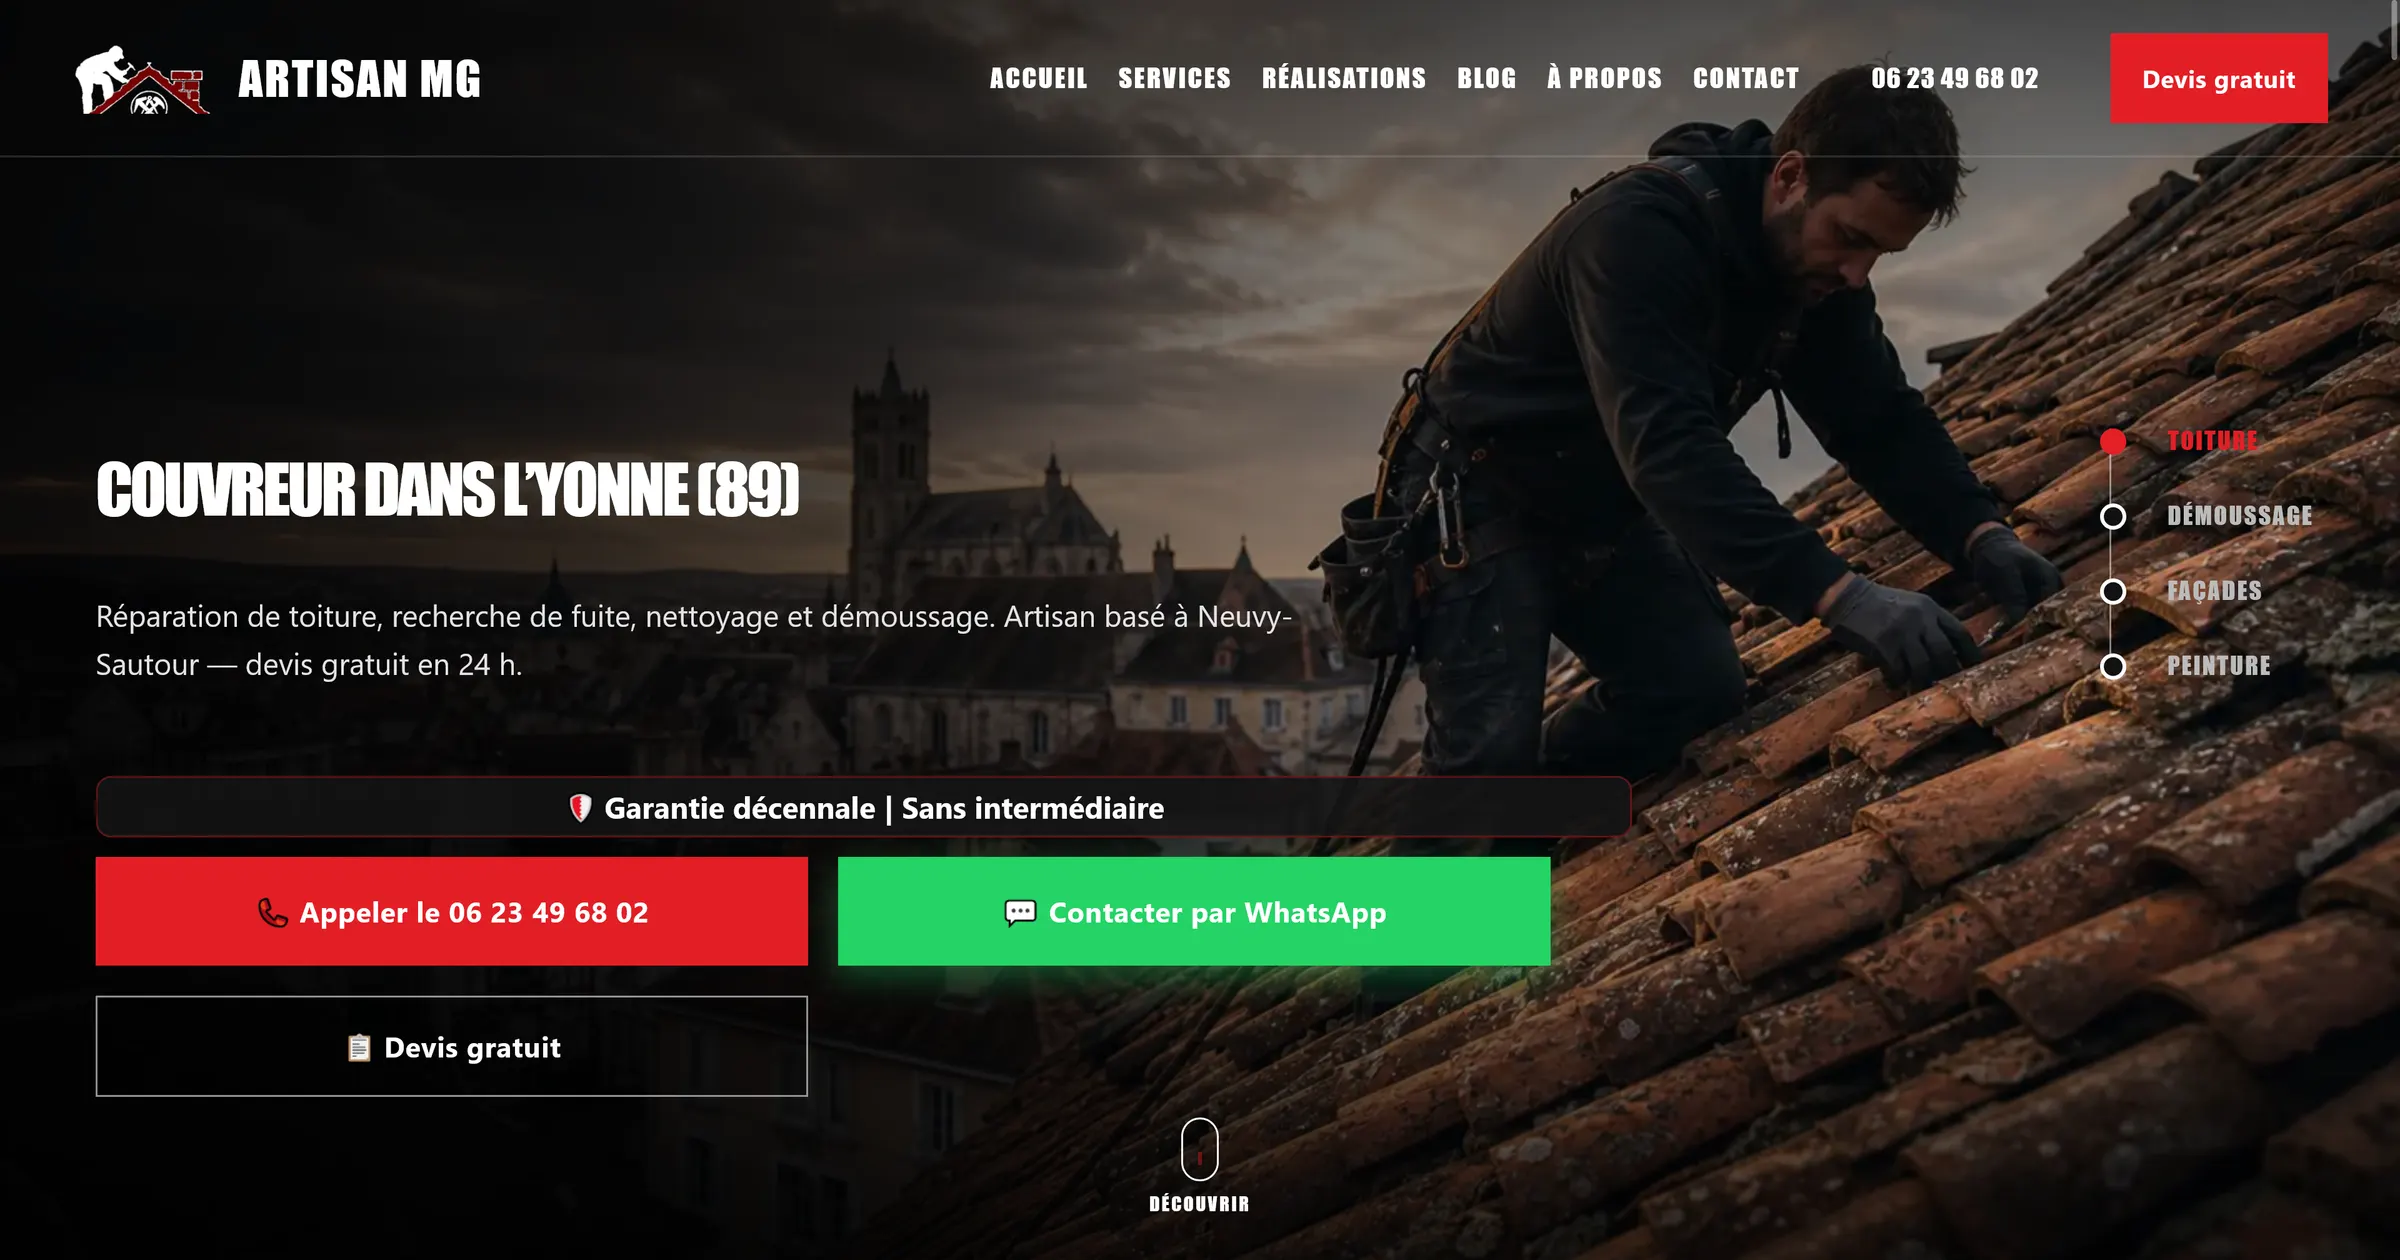 ARTISAN MG
ACCUEIL SERVICES RÉALISATIONS BLOG À PROPOS CONTACT 06 23 49 68 02 Devis gratuit
COUVREUR DANS L'YONNE (89)
Réparation de toiture, recherche de fuite, nettoyage et démoussage. Artisan basé à Neuvy-
Sautour — devis gratuit en 24 h.
TOITURE
DÉMOUSSAGE
FAÇADES
PEINTURE
Garantie décennale | Sans intermédiaire
Appeler le 06 23 49 68 02
Contacter par WhatsApp
Devis gratuit
DÉCOUVRIR